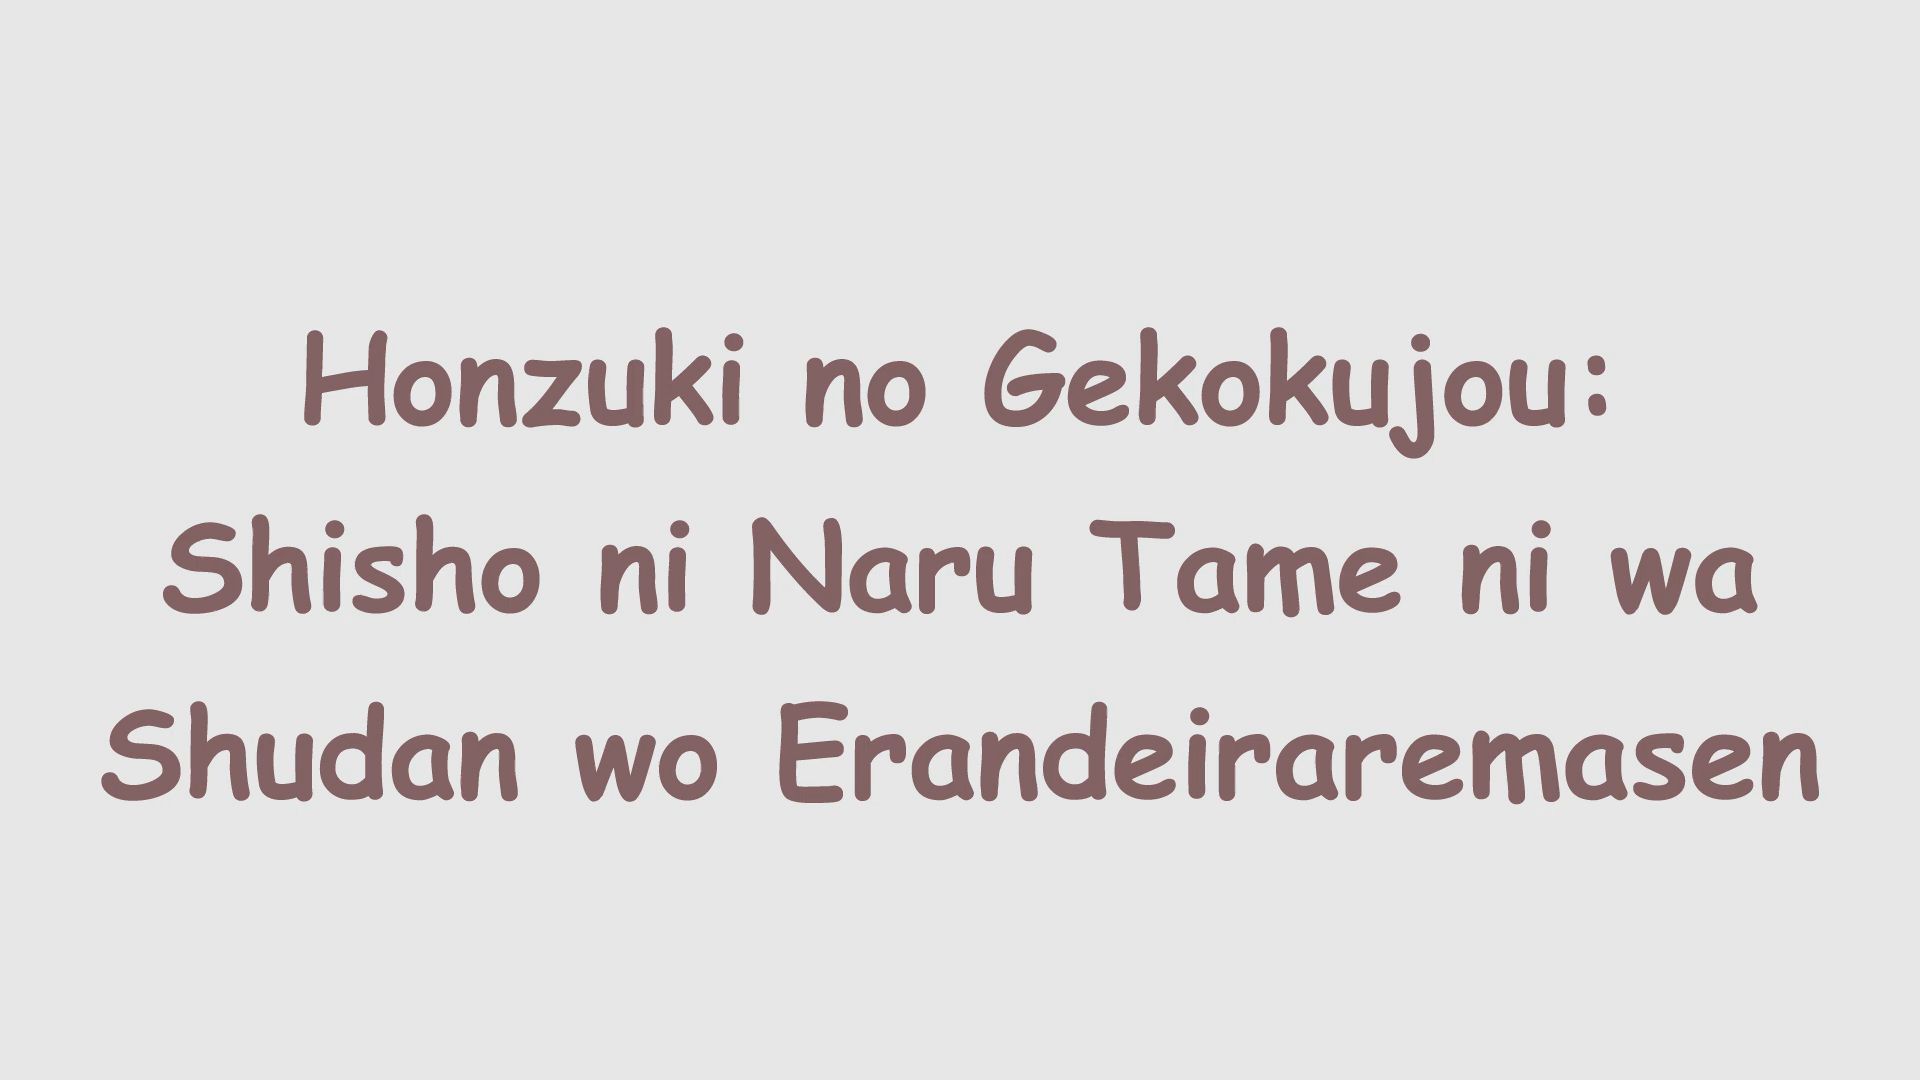 Honzuki no Gekokujou:
Shisho ni Naru Tame ni wa
Shudan wo Erandeiraremasen